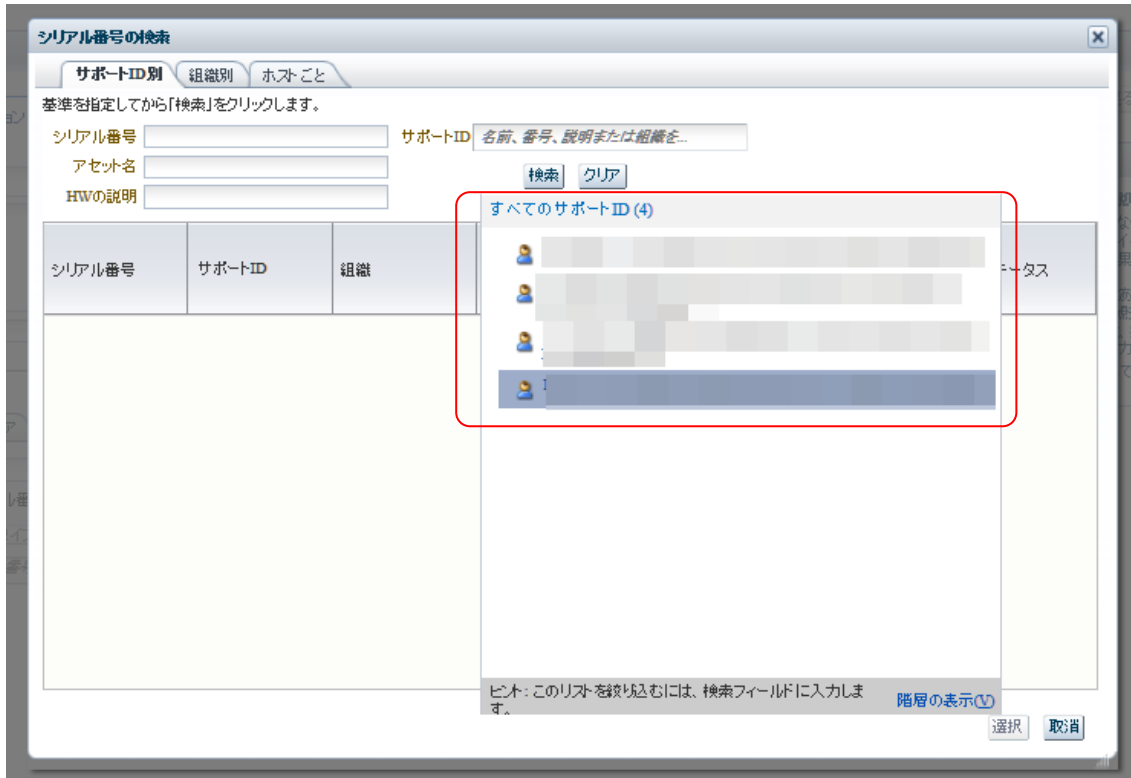 シリアル番号の検索
サポートID別 組織別 ホストごと
基準を指定してから「検索」をクリックします。
シリアル番号 サポートID 名前、番号、説明または組織を...
アセット名
検索 クリア
HWの説明
すべてのサポートID (4)
シリアル番号 サポートID 組織 テータス
ヒント: このリストを絞り込むには、検索フィールドに入力しま
す。
階層の表示(V)
選択 取消